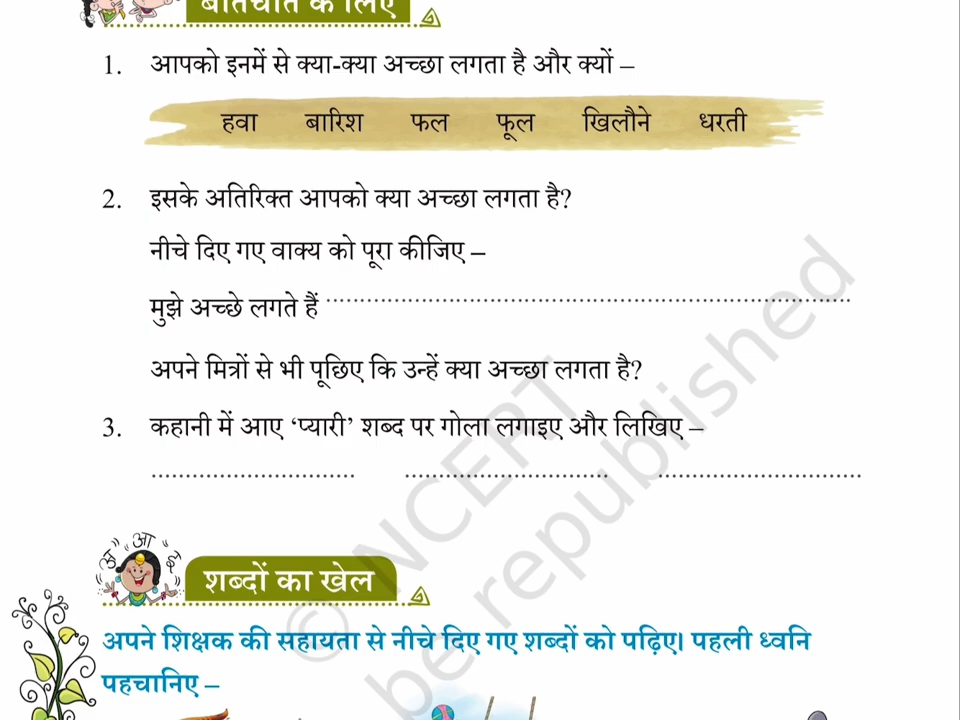 बातचीत के लिए
1. आपको इनमें से क्या-क्या अच्छा लगता है और क्यों –
हवा बारिश फल फूल खिलौने धरती
2. इसके अतिरिक्त आपको क्या अच्छा लगता है?
नीचे दिए गए वाक्य को पूरा कीजिए –
मुझे अच्छे लगते हैं ................................................................................................
अपने मित्रों से भी पूछिए कि उन्हें क्या अच्छा लगता है?
3. कहानी में आए ‘प्यारी’ शब्द पर गोला लगाइए और लिखिए –
..................................... ..................................... .....................................
अ आ इ
शब्दों का खेल
अपने शिक्षक की सहायता से नीचे दिए गए शब्दों को पढ़िए। पहली ध्वनि
पहचानिए –
© NCERT
be republished